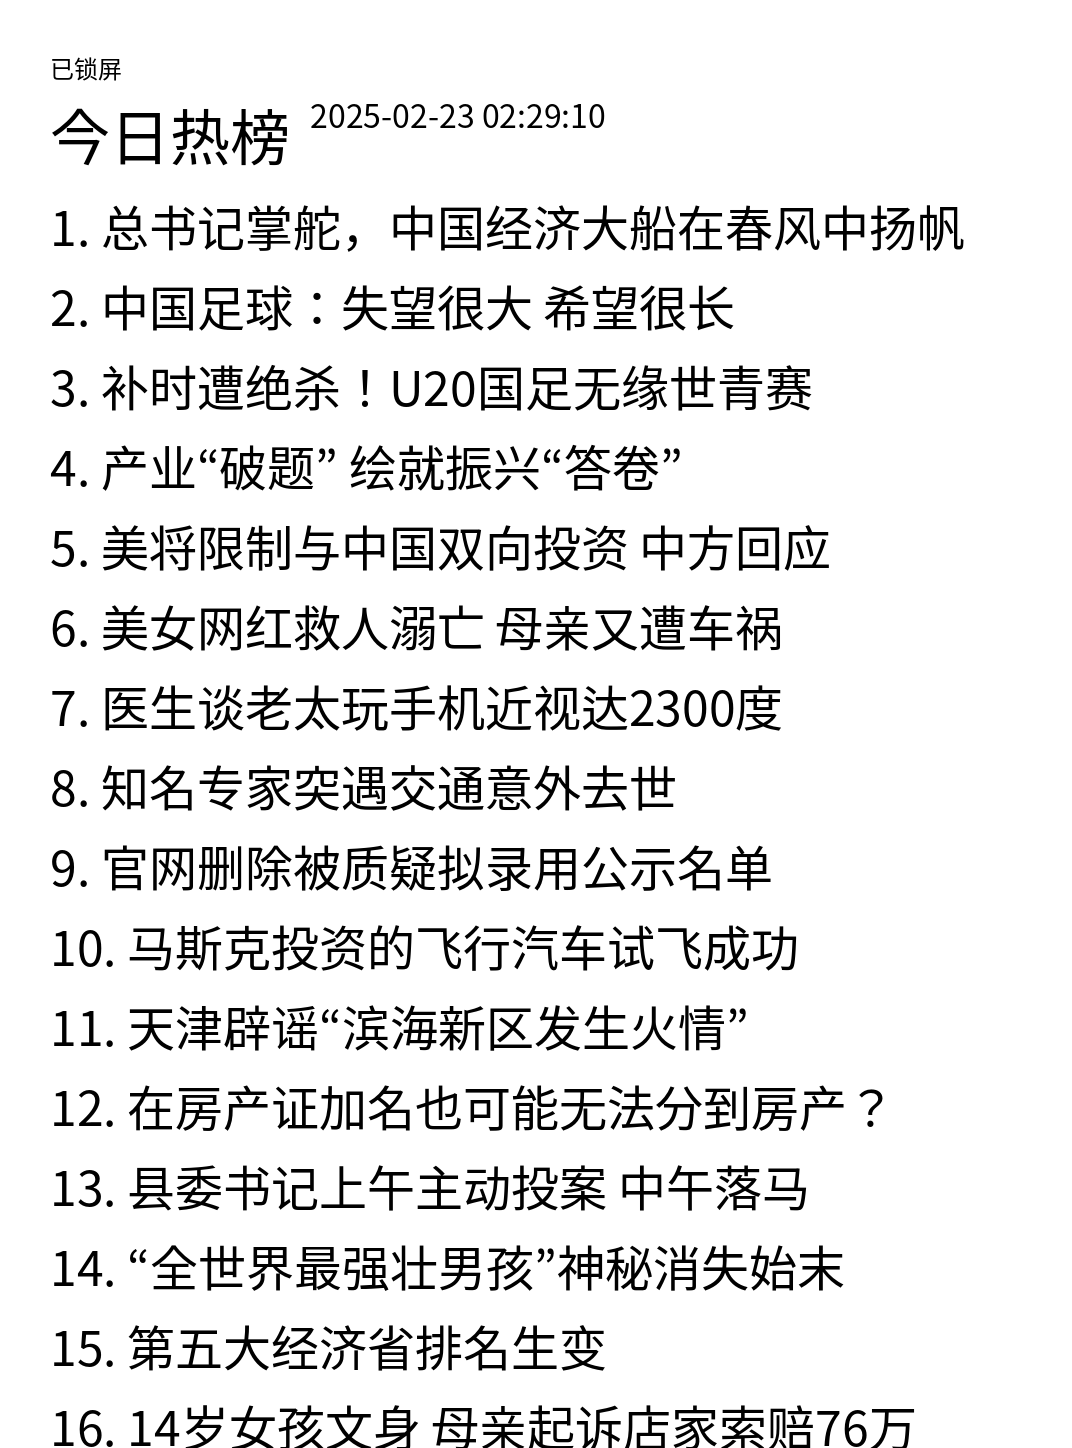 已锁屏
今日热榜 2025-02-23 02:29:10
1. 总书记掌舵，中国经济大船在春风中扬帆
2. 中国足球：失望很大 希望很长
3. 补时遭绝杀！U20国足无缘世青赛
4. 产业“破题” 绘就振兴“答卷”
5. 美将限制与中国双向投资 中方回应
6. 美女网红救人溺亡 母亲又遭车祸
7. 医生谈老太玩手机近视达2300度
8. 知名专家突遇交通意外去世
9. 官网删除被质疑拟录用公示名单
10. 马斯克投资的飞行汽车试飞成功
11. 天津辟谣“滨海新区发生火情”
12. 在房产证加名也可能无法分到房产？
13. 县委书记上午主动投案 中午落马
14. “全世界最强壮男孩”神秘消失始末
15. 第五大经济省排名生变
16. 14岁女孩文身 母亲起诉店家索赔76万